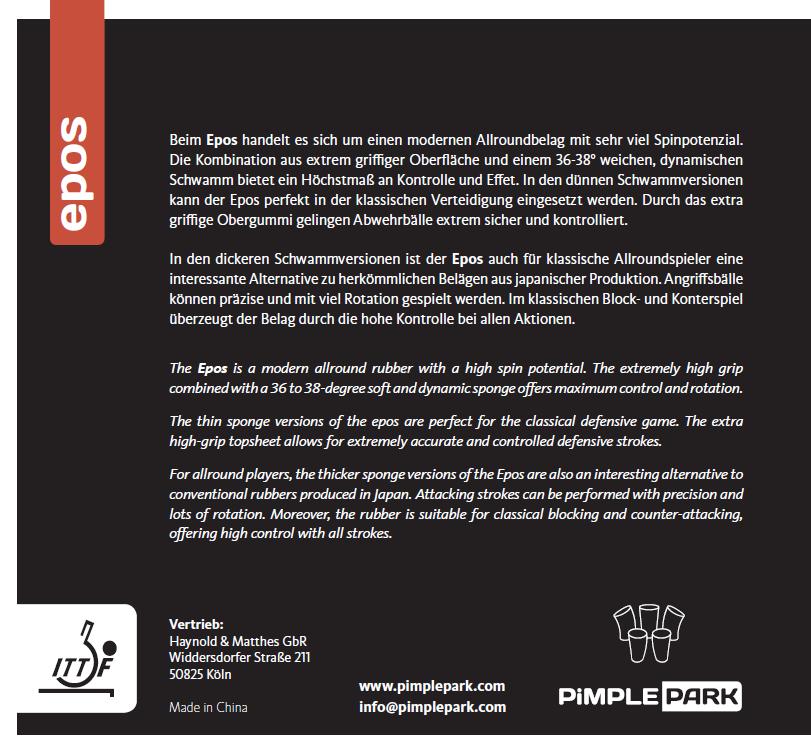 epos
Beim Epos handelt es sich um einen modernen Allroundbelag mit sehr viel Spinpotenzial.
Die Kombination aus extrem griffiger Oberfläche und einem 36-38° weichen, dynamischen
Schwamm bietet ein Höchstmaß an Kontrolle und Effet. In den dünnen Schwammversionen
kann der Epos perfekt in der klassischen Verteidigung eingesetzt werden. Durch das extra
griffige Obergummi gelingen Abwehrbälle extrem sicher und kontrolliert.
In den dickeren Schwammversionen ist der Epos auch für klassische Allroundspieler eine
interessante Alternative zu herkömmlichen Belägen aus japanischer Produktion. Angriffsbälle
können präzise und mit viel Rotation gespielt werden. Im klassischen Block- und Konterspiel
überzeugt der Belag durch die hohe Kontrolle bei allen Aktionen.
The Epos is a modern allround rubber with a high spin potential. The extremely high grip
combined with a 36 to 38-degree soft and dynamic sponge offers maximum control and rotation.
The thin sponge versions of the epos are perfect for the classical defensive game. The extra
high-grip topsheet allows for extremely accurate and controlled defensive strokes.
For allround players, the thicker sponge versions of the Epos are also an interesting alternative to
conventional rubbers produced in Japan. Attacking strokes can be performed with precision and
lots of rotation. Moreover, the rubber is suitable for classical blocking and counter-attacking,
offering high control with all strokes.
ITTF
Vertrieb:
Haynold & Matthes GbR
Widdersdorfer Straße 211
50825 Köln
Made in China
www.pimplepark.com
info@pimplepark.com
PiMPLE PARK